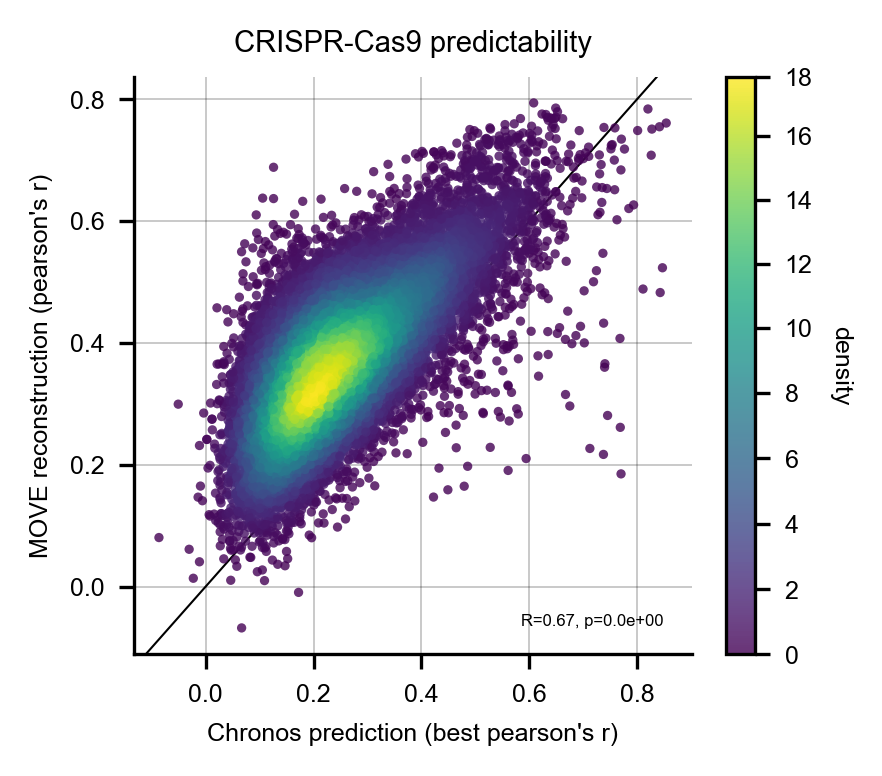 CRISPR-Cas9 predictability
MOVE reconstruction (pearson's r)
0.8
0.6
0.4
0.2
0.0
R=0.67, p=0.0e+00
0.0 0.2 0.4 0.6 0.8
Chronos prediction (best pearson's r)
18
16
14
12
10
8
6
4
2
0
density